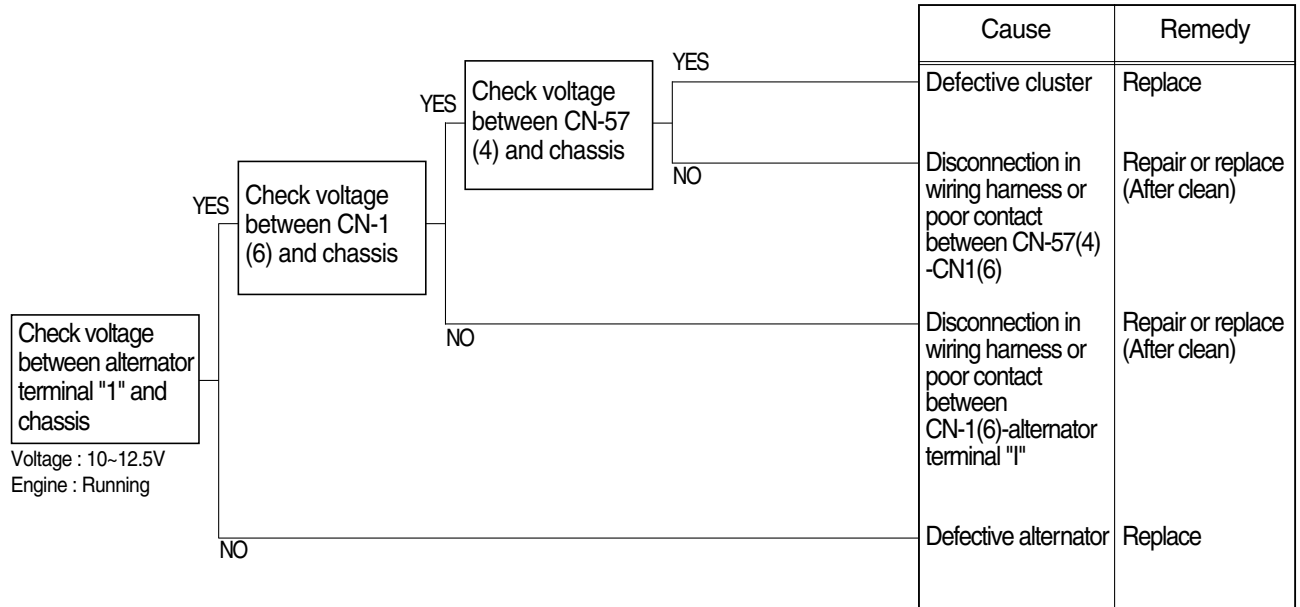 Cause
Remedy
YES
Defective cluster
Replace
YES
Check voltage
between CN-57
(4) and chassis
NO
Disconnection in
wiring harness or
poor contact
between CN-57(4)
-CN1(6)
Repair or replace
(After clean)
YES
Check voltage
between CN-1
(6) and chassis
NO
Disconnection in
wiring harness or
poor contact
between
CN-1(6)-alternator
terminal "I"
Repair or replace
(After clean)
Check voltage
between alternator
terminal "1" and
chassis
Voltage : 10~12.5V
Engine : Running
NO
Defective alternator
Replace